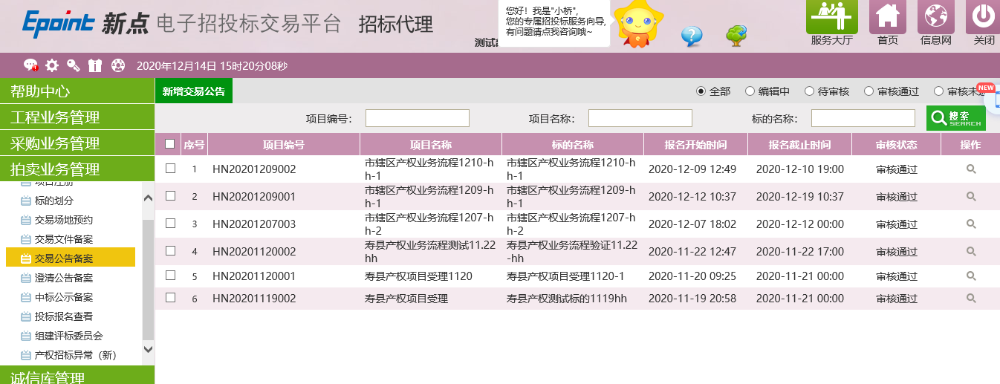 Epoint 新点 电子招投标交易平台 招标代理
您好！我是"小桥",
您的专属招投标服务向导,
有问题请点我咨询哦~
测试
服务大厅 首页 信息网 关闭
2020年12月14日 15时20分08秒
帮助中心
工程业务管理
采购业务管理
拍卖业务管理
项目注册
标的划分
交易场地预约
交易文件备案
交易公告备案
澄清公告备案
中标公示备案
投标报名查看
组建评标委员会
产权招标异常（新）
诚信库管理
新增交易公告
全部 编辑中 待审核 审核通过 审核未
NEW
项目编号： 项目名称： 标的名称： 搜索 SEARCH
序号 项目编号 项目名称 标的名称 报名开始时间 报名截止时间 审核状态 操作
1 HN20201209002 市辖区产权业务流程1210-h 市辖区产权业务流程1210-h 2020-12-09 12:49 2020-12-10 19:00 审核通过
h-1 h-1
2 HN20201209001 市辖区产权业务流程1209-h 市辖区产权业务流程1209-h 2020-12-12 10:37 2020-12-19 10:37 审核通过
h-1 h-1
3 HN20201207003 市辖区产权业务流程1207-h 市辖区产权业务流程1207-h 2020-12-07 18:02 2020-12-12 00:00 审核通过
h-2 h-2
4 HN20201120002 寿县产权业务流程测试11.22 寿县产权业务流程验证11.22 2020-11-22 12:47 2020-11-22 17:00 审核通过
hh -hh
5 HN20201120001 寿县产权项目受理1120 寿县产权项目受理1120-1 2020-11-20 09:25 2020-11-21 00:00 审核通过
6 HN20201119002 寿县产权项目受理 寿县产权测试标的1119hh 2020-11-19 20:58 2020-11-21 00:00 审核通过